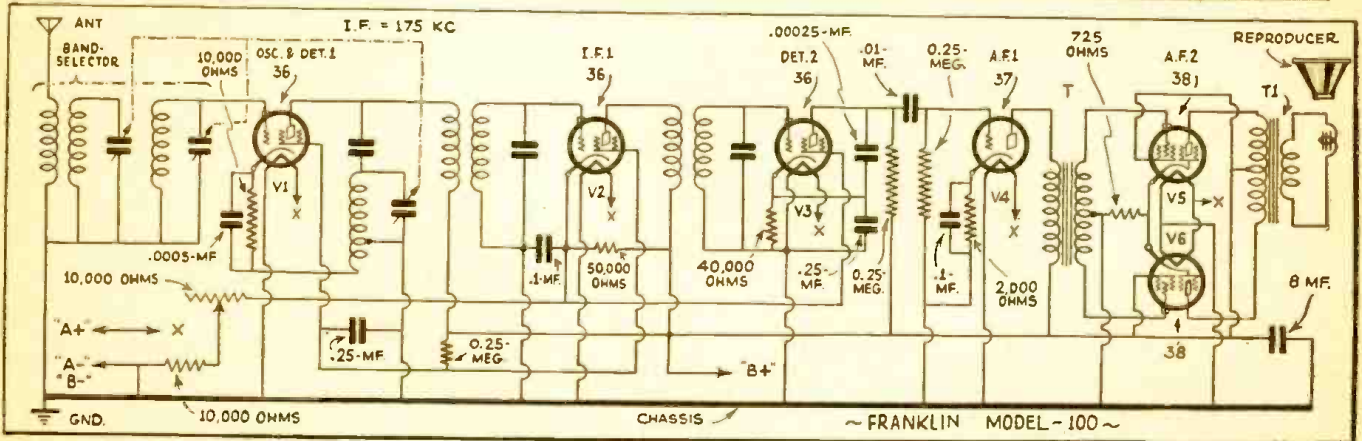 ANT
I.F. = 175 KC
BAND-
SELECTOR
10,000
OHMS
OSC. & DET.1
36
I.F.1
36
.00025-MF.
DET.2
36
.01-
MF.
0.25-
MEG.
A.F.1
37
725
OHMS
A.F.2
38
REPRODUCER
T
T1
V1
X
V2
X
V3
X
V4
X
V5
X
V6
.0005-MF
.1-MF.
50,000
OHMS
40,000
OHMS
.25-
MF.
0.25-
MEG.
.1-
MF.
2,000
OHMS
38
8 MF.
10,000 OHMS
"A+"
X
"A-"
"B-"
.25-MF.
0.25-
MEG
"B+"
10,000 OHMS
GND.
CHASSIS
~FRANKLIN MODEL-100~